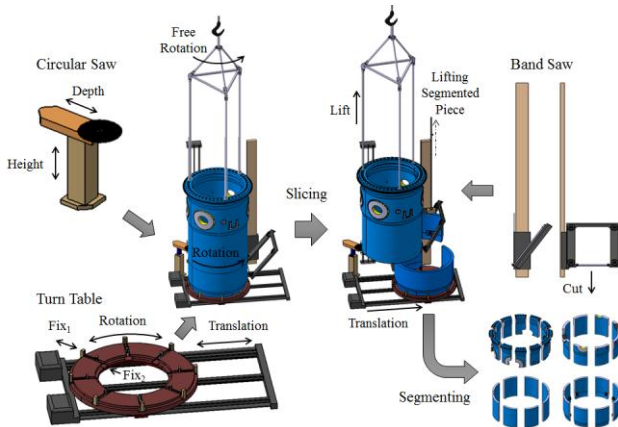 Free
Rotation
Circular Saw
Depth
Height
Rotation
Slicing
Lift
Lifting
Segmented
Piece
Band Saw
Cut
Translation
Turn Table
Fix₁
Rotation
Translation
Fix₂
Segmenting